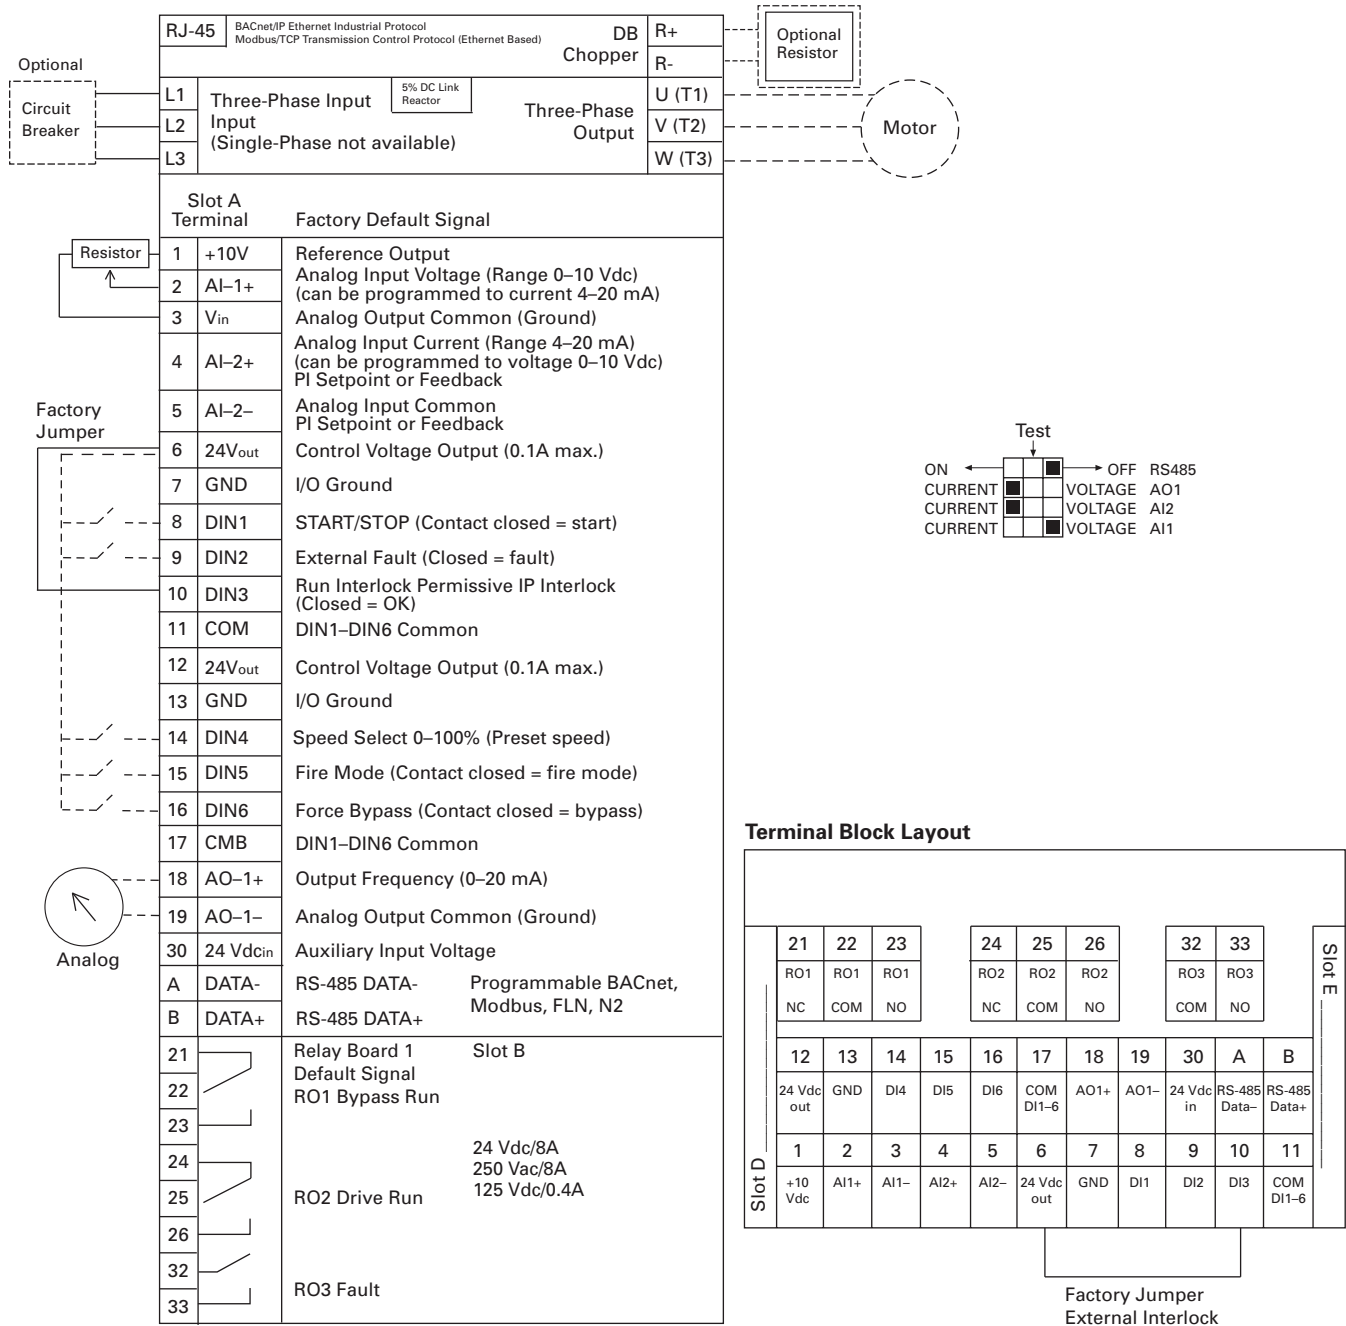 RJ-45 BACnet/IP Ethernet Industrial Protocol
Modbus/TCP Transmission Control Protocol (Ethernet Based)
DB
Chopper
R+
R-
Optional
Resistor
Optional
Circuit
Breaker
L1
L2
L3
Three-Phase Input
Input
(Single-Phase not available)
5% DC Link
Reactor
Three-Phase
Output
U (T1)
V (T2)
W (T3)
Motor
Slot A
Terminal Factory Default Signal
Resistor
1 +10V Reference Output
2 AI–1+ Analog Input Voltage (Range 0–10 Vdc)
(can be programmed to current 4–20 mA)
3 Vin Analog Output Common (Ground)
4 AI–2+ Analog Input Current (Range 4–20 mA)
(can be programmed to voltage 0–10 Vdc)
PI Setpoint or Feedback
5 AI–2– Analog Input Common
PI Setpoint or Feedback
Factory
Jumper
6 24Vout Control Voltage Output (0.1A max.)
7 GND I/O Ground
8 DIN1 START/STOP (Contact closed = start)
9 DIN2 External Fault (Closed = fault)
10 DIN3 Run Interlock Permissive IP Interlock
(Closed = OK)
11 COM DIN1–DIN6 Common
12 24Vout Control Voltage Output (0.1A max.)
13 GND I/O Ground
14 DIN4 Speed Select 0–100% (Preset speed)
15 DIN5 Fire Mode (Contact closed = fire mode)
16 DIN6 Force Bypass (Contact closed = bypass)
17 CMB DIN1–DIN6 Common
18 AO–1+ Output Frequency (0–20 mA)
19 AO–1– Analog Output Common (Ground)
Analog
30 24 Vdcin Auxiliary Input Voltage
A DATA- RS-485 DATA-
B DATA+ RS-485 DATA+
Programmable BACnet,
Modbus, FLN, N2
21
22
23
24
25
26
32
33
Relay Board 1 Slot B
Default Signal
RO1 Bypass Run
24 Vdc/8A
250 Vac/8A
125 Vdc/0.4A
RO2 Drive Run
RO3 Fault
Test
ON OFF RS485
CURRENT VOLTAGE AO1
CURRENT VOLTAGE AI2
CURRENT VOLTAGE AI1
Terminal Block Layout
Slot D
Slot E
21 22 23 24 25 26 32 33
RO1 RO1 RO1 RO2 RO2 RO2 RO3 RO3
NC COM NO NC COM NO COM NO
12 13 14 15 16 17 18 19 30 A B
24 Vdc GND DI4 DI5 DI6 COM AO1+ AO1– 24 Vdc RS-485 RS-485
out DI1–6 in Data– Data+
1 2 3 4 5 6 7 8 9 10 11
+10 AI1+ AI1– AI2+ AI2– 24 Vdc GND DI1 DI2 DI3 COM
Vdc out DI1–6
Factory Jumper
External Interlock